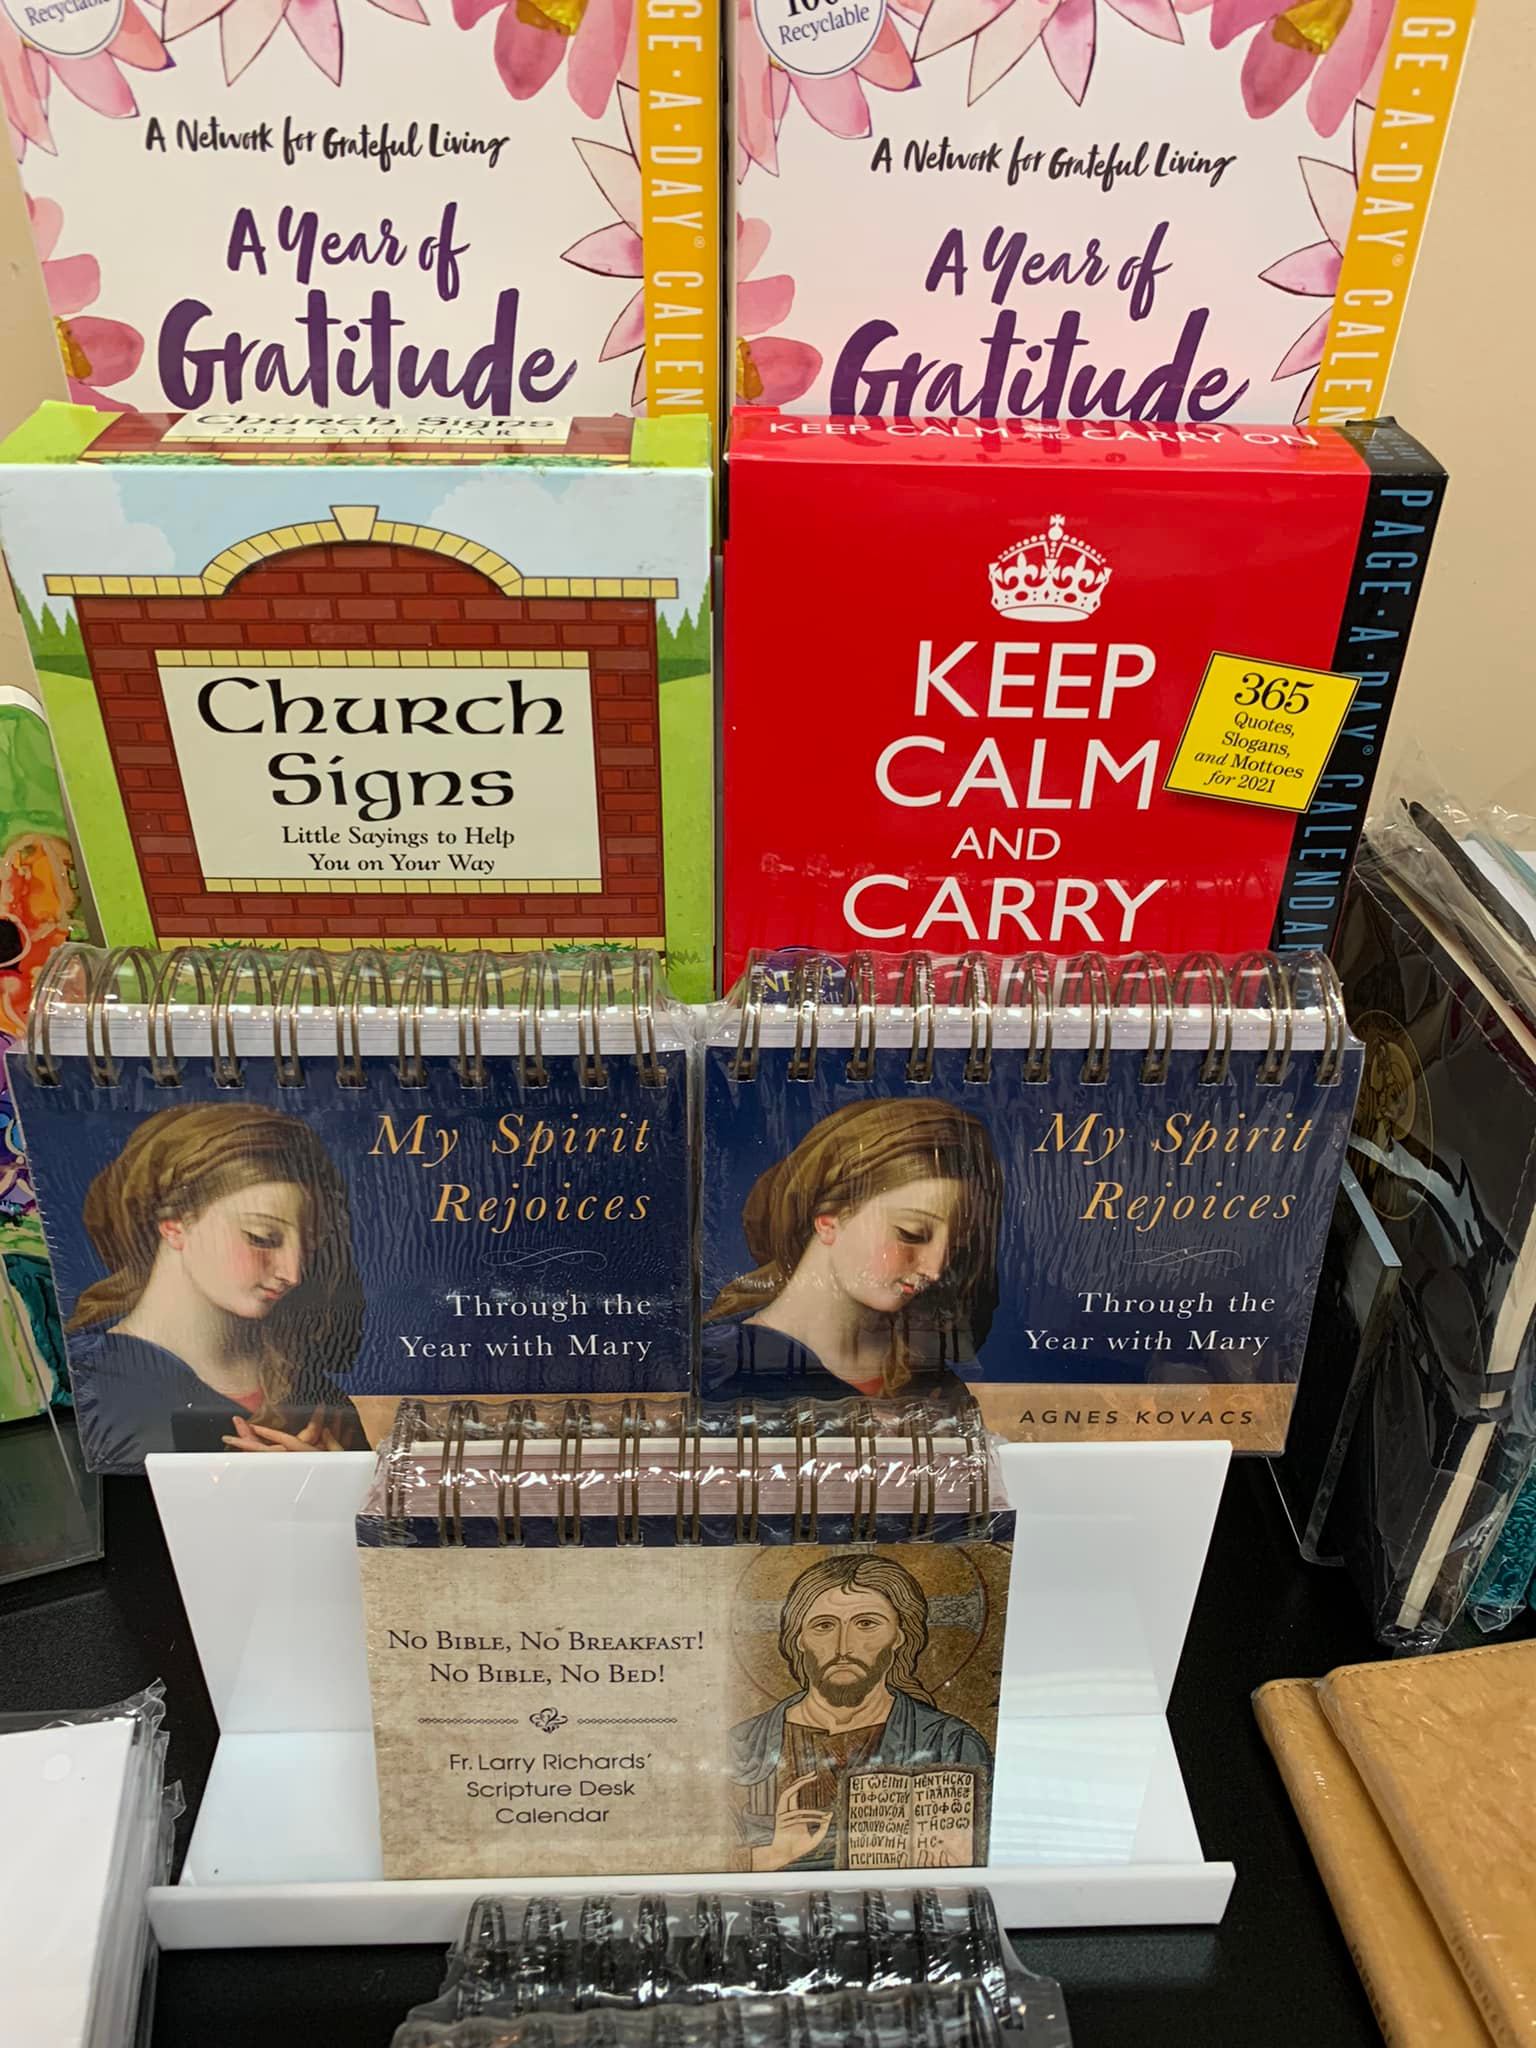 Recyclable
A Network for Grateful Living
A Year of
Gratitude
GE·A·DAY® CALEN
100%
Recyclable
A Network for Grateful Living
A Year of
Gratitude
GE·A·DAY® CALEN
Church Signs
2022 CALENDAR
Church
Signs
Little Sayings to Help
You on Your Way
KEEP CALM AND CARRY ON
KEEP
CALM
AND
CARRY
365
Quotes,
Slogans,
and Mottoes
for 2021
PAGE·A·DAY® CALENDAR
My Spirit
Rejoices
Through the
Year with Mary
My Spirit
Rejoices
Through the
Year with Mary
AGNES KOVACS
No Bible, No Breakfast!
No Bible, No Bed!
Fr. Larry Richards'
Scripture Desk
Calendar